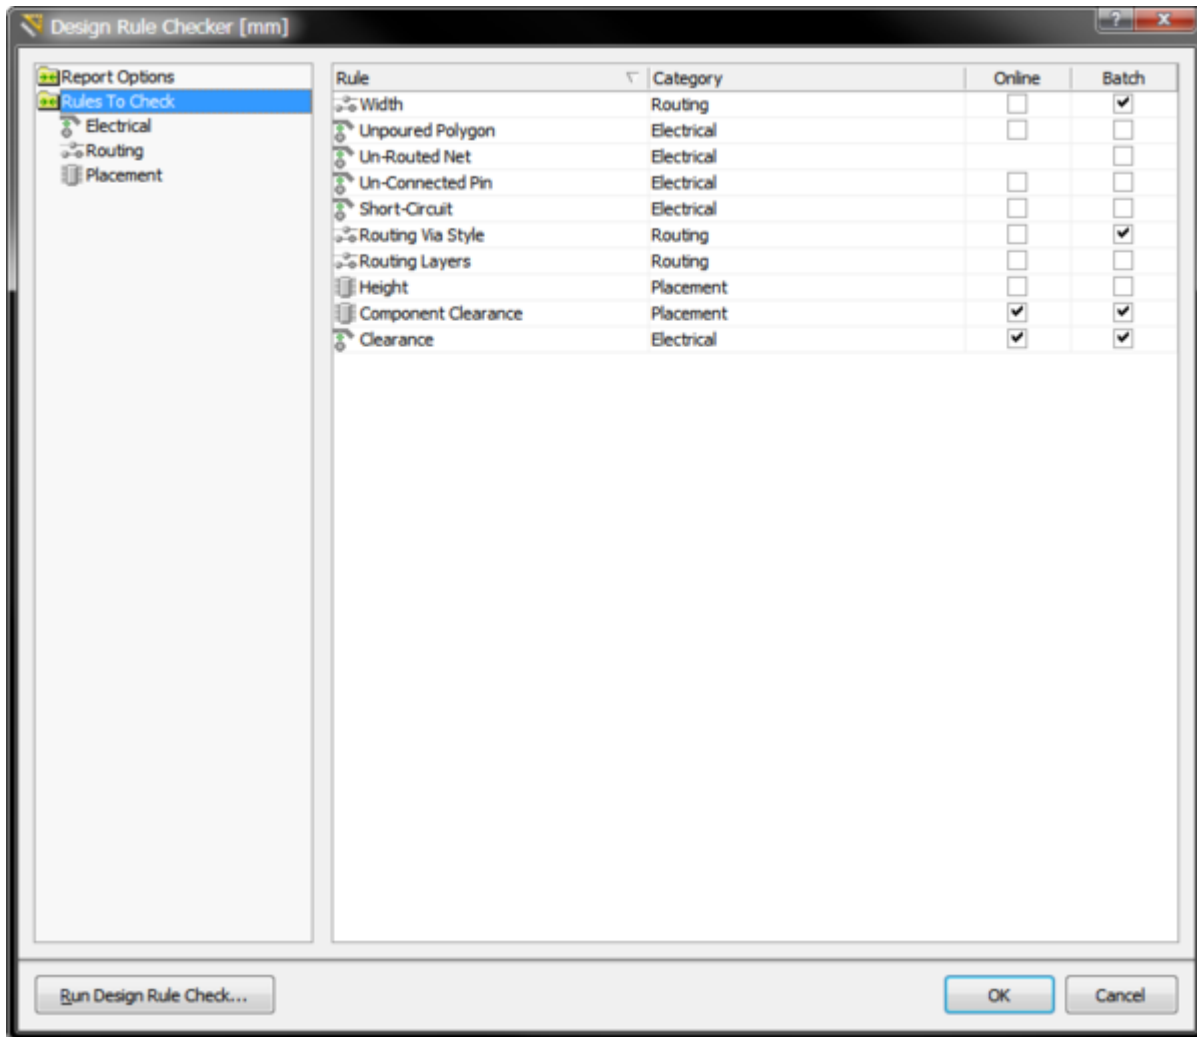 Design Rule Checker [mm]
?
x
Report Options
Rules To Check
Electrical
Routing
Placement
Rule Category Online Batch
Width Routing
Unpoured Polygon Electrical
Un-Routed Net Electrical
Un-Connected Pin Electrical
Short-Circuit Electrical
Routing Via Style Routing
Routing Layers Routing
Height Placement
Component Clearance Placement
Clearance Electrical
Run Design Rule Check...
OK
Cancel